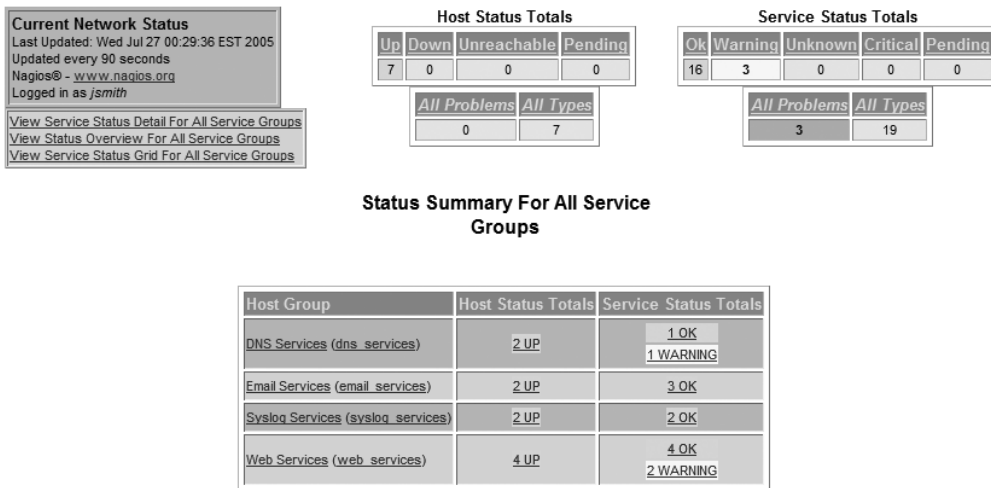 Current Network Status
Last Updated: Wed Jul 27 00:29:36 EST 2005
Updated every 90 seconds
Nagios® - www.nagios.org
Logged in as jsmith
View Service Status Detail For All Service Groups
View Status Overview For All Service Groups
View Service Status Grid For All Service Groups
Host Status Totals
Up Down Unreachable Pending
7 0 0 0
All Problems All Types
0 7
Service Status Totals
Ok Warning Unknown Critical Pending
16 3 0 0 0
All Problems All Types
3 19
Status Summary For All Service
Groups
Host Group Host Status Totals Service Status Totals
DNS Services (dns_services) 2 UP 1 OK
1 WARNING
Email Services (email_services) 2 UP 3 OK
Syslog Services (syslog_services) 2 UP 2 OK
Web Services (web_services) 4 UP 4 OK
2 WARNING